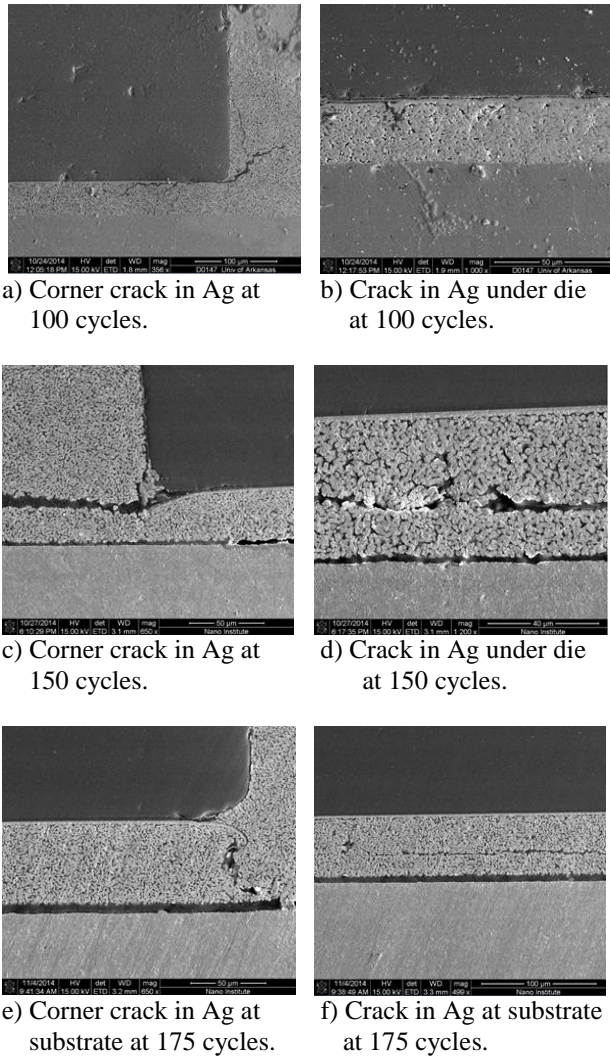 10/24/2014 HV det WD mag 100 µm
12:05:18 PM 15.00 kV ETD 1.8 mm 356 x D0147 Univ of Arkansas
10/24/2014 HV det WD mag 50 µm
12:17:53 PM 15.00 kV ETD 1.9 mm 1 000 x D0147 Univ of Arkansas
a) Corner crack in Ag at
100 cycles.
b) Crack in Ag under die
at 100 cycles.
10/27/2014 HV det WD mag 50 µm
6:10:29 PM 15.00 kV ETD 3.1 mm 650 x Nano Institute
10/27/2014 HV det WD mag 40 µm
6:17:35 PM 15.00 kV ETD 3.1 mm 1 200 x Nano Institute
c) Corner crack in Ag at
150 cycles.
d) Crack in Ag under die
at 150 cycles.
11/4/2014 HV det WD mag 50 µm
9:41:34 AM 15.00 kV ETD 3.2 mm 650 x Nano Institute
11/4/2014 HV det WD mag 100 µm
9:38:49 AM 15.00 kV ETD 3.3 mm 499 x Nano Institute
e) Corner crack in Ag at
substrate at 175 cycles.
f) Crack in Ag at substrate
at 175 cycles.